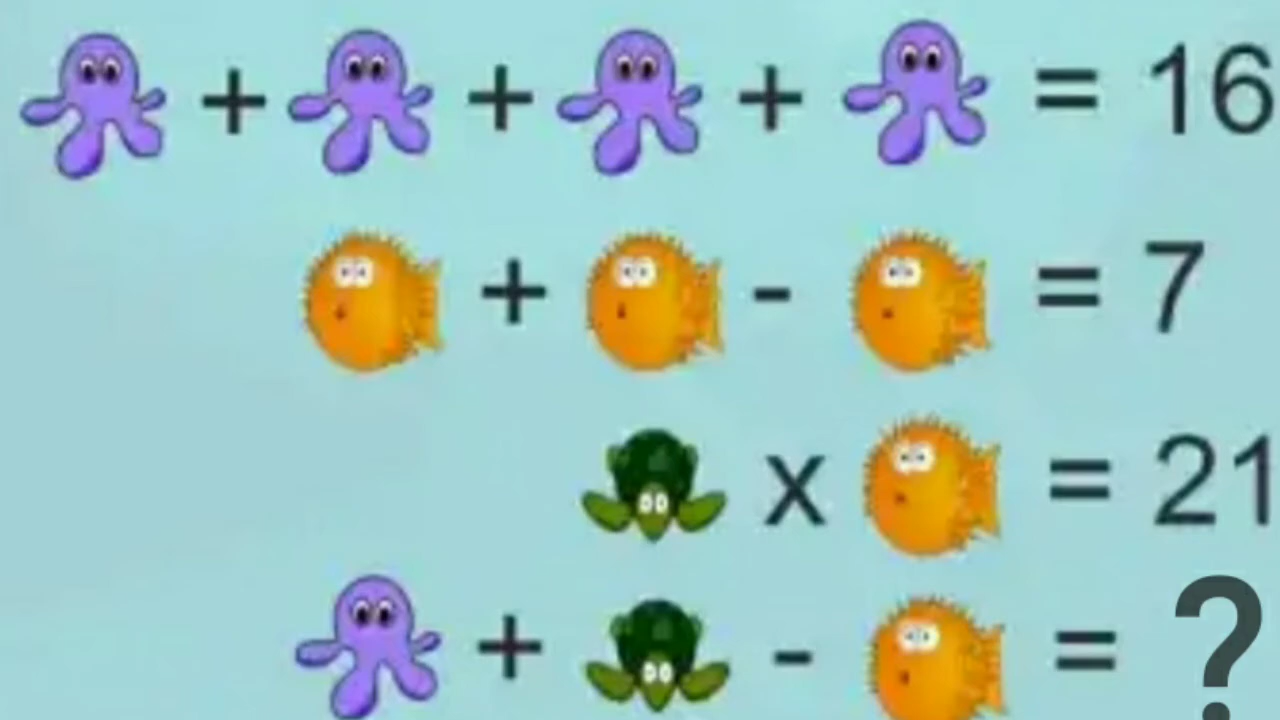 + + + = 16
+ - = 7
x = 21
+ - = ?